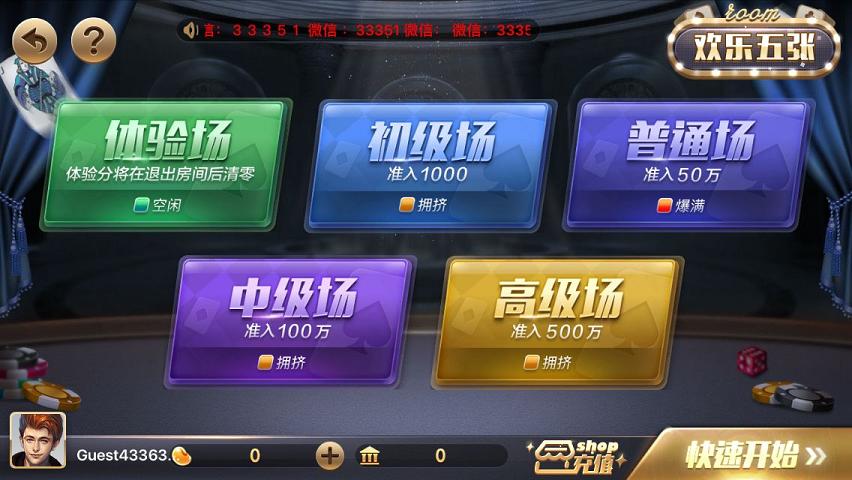 ?
言: 3 3 3 5 1 微信: 33351 微信: 微信: 3335
room
欢乐五张
体验场
体验分将在退出房间后清零
空闲
初级场
准入1000
拥挤
普通场
准入50万
爆满
中级场
准入100万
拥挤
高级场
准入500万
拥挤
Guest43363.
0
0
shop
充值
快速开始